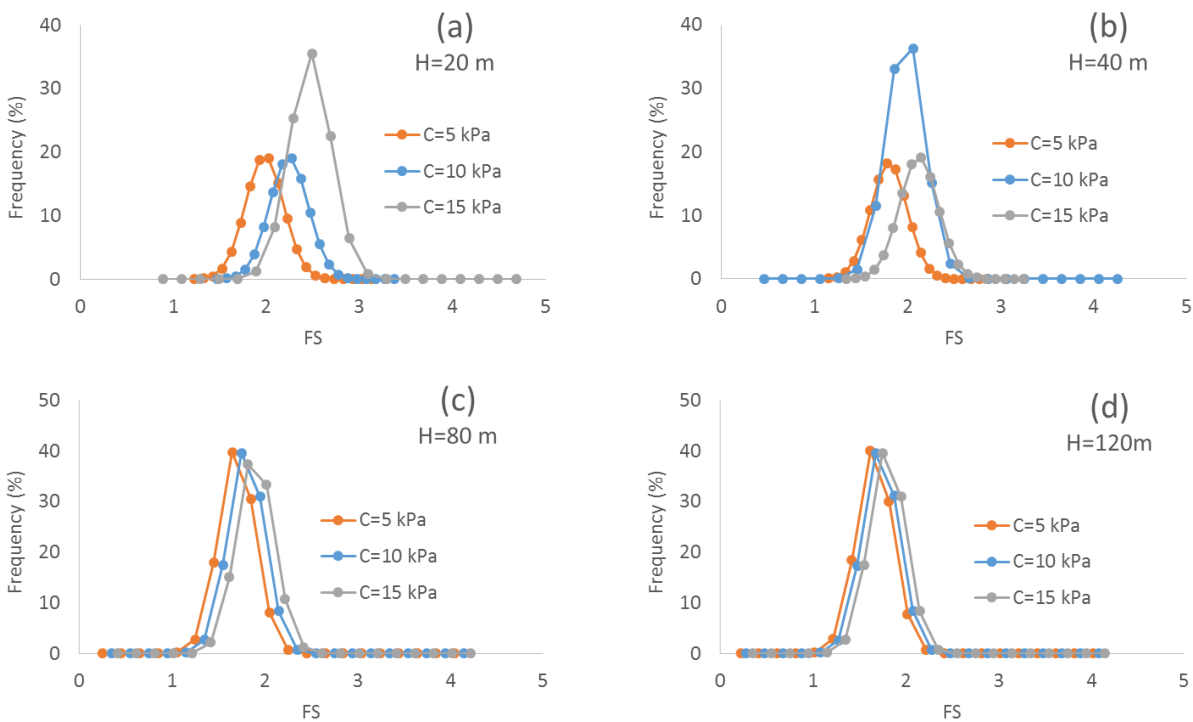 (a)
H=20 m
40
30
20
10
0
Frequency (%)
C=5 kPa
C=10 kPa
C=15 kPa
0 1 2 3 4 5
FS
(b)
H=40 m
40
30
20
10
0
Frequency (%)
C=5 kPa
C=10 kPa
C=15 kPa
0 1 2 3 4 5
FS
(c)
H=80 m
50
40
30
20
10
0
Frequency (%)
C=5 kPa
C=10 kPa
C=15 kPa
0 1 2 3 4 5
FS
(d)
H=120m
50
40
30
20
10
0
Frequency (%)
C=5 kPa
C=10 kPa
C=15 kPa
0 1 2 3 4 5
FS